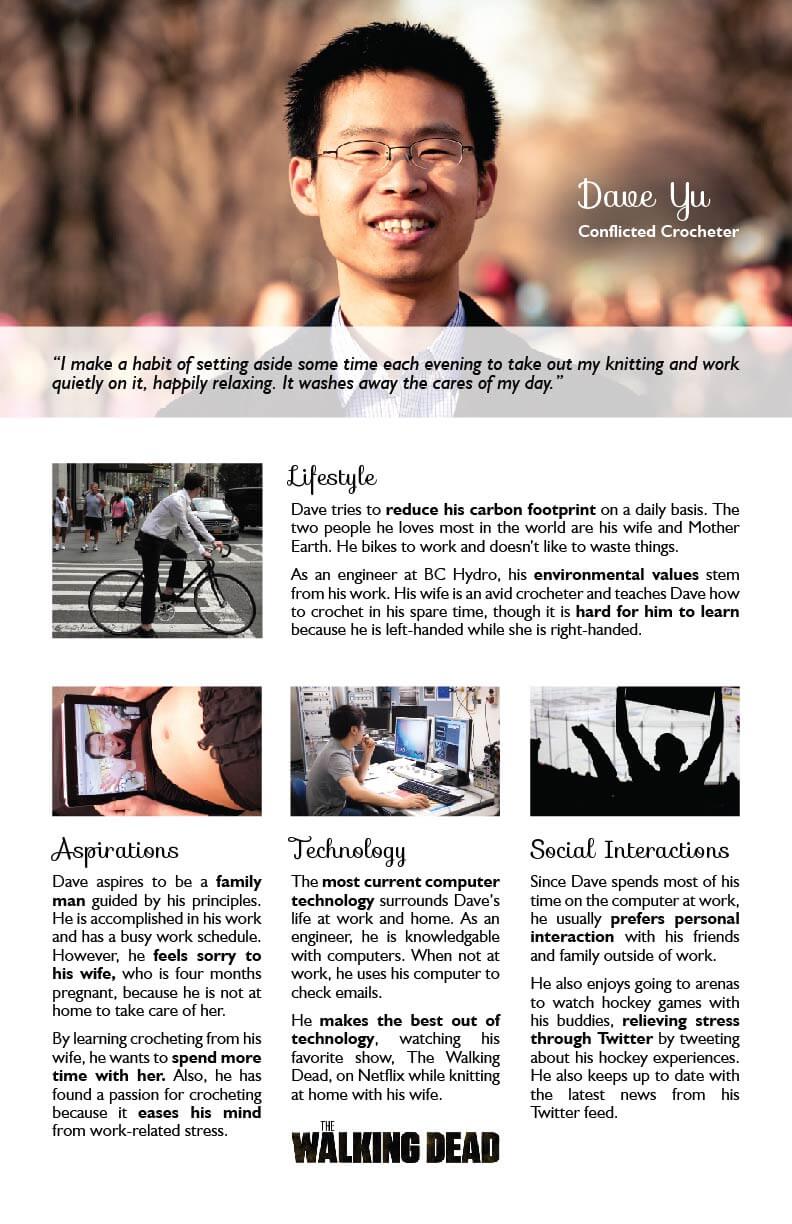 Dave Yu
Conflicted Crocheter
“I make a habit of setting aside some time each evening to take out my knitting and work
quietly on it, happily relaxing. It washes away the cares of my day.”
Lifestyle
Dave tries to reduce his carbon footprint on a daily basis. The
two people he loves most in the world are his wife and Mother
Earth. He bikes to work and doesn’t like to waste things.
As an engineer at BC Hydro, his environmental values stem
from his work. His wife is an avid crocheter and teaches Dave how
to crochet in his spare time, though it is hard for him to learn
because he is left-handed while she is right-handed.
Aspirations
Dave aspires to be a family
man guided by his principles.
He is accomplished in his work
and has a busy work schedule.
However, he feels sorry to
his wife, who is four months
pregnant, because he is not at
home to take care of her.
By learning crocheting from his
wife, he wants to spend more
time with her. Also, he has
found a passion for crocheting
because it eases his mind
from work-related stress.
Technology
The most current computer
technology surrounds Dave’s
life at work and home. As an
engineer, he is knowledgable
with computers. When not at
work, he uses his computer to
check emails.
He makes the best out of
technology, watching his
favorite show, The Walking
Dead, on Netflix while knitting
at home with his wife.
THE
WALKING DEAD
Social Interactions
Since Dave spends most of his
time on the computer at work,
he usually prefers personal
interaction with his friends
and family outside of work.
He also enjoys going to arenas
to watch hockey games with
his buddies, relieving stress
through Twitter by tweeting
about his hockey experiences.
He also keeps up to date with
the latest news from his
Twitter feed.